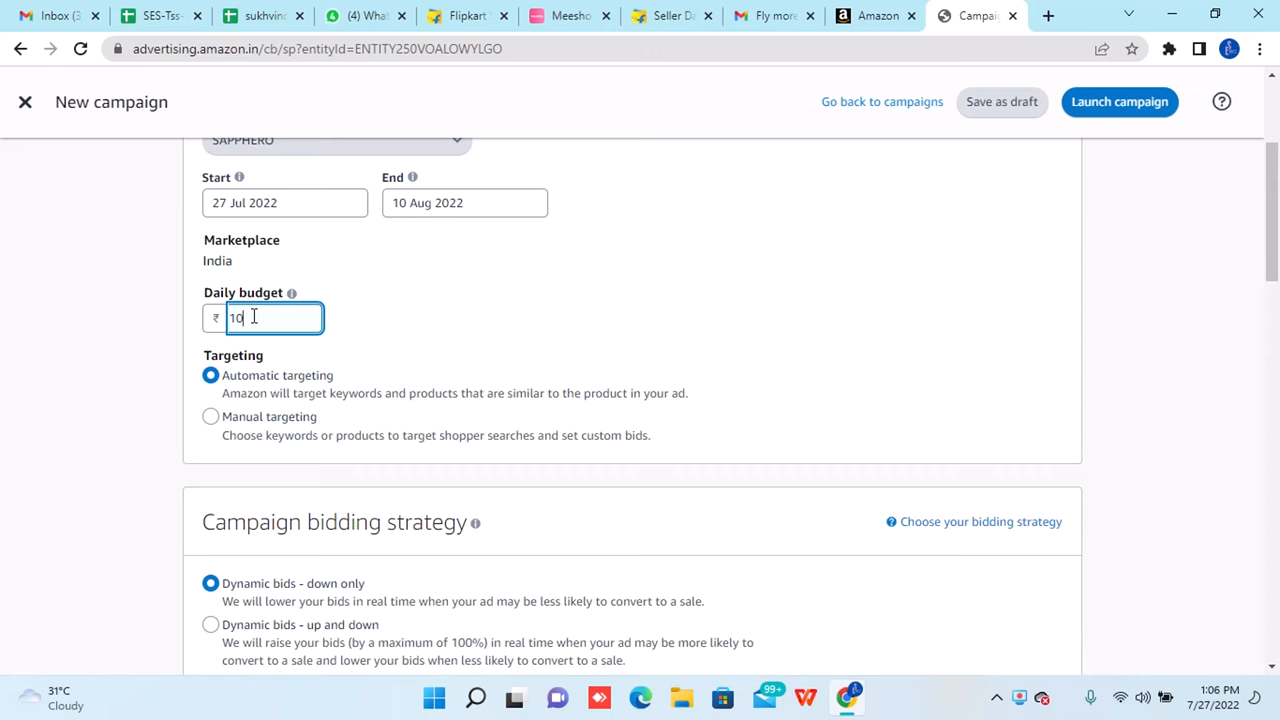 Inbox (3
SES-Tss-
sukhvind
(4) What
Flipkart
Meesho
Seller Da
Fly more
Amazon
Campai
advertising.amazon.in/cb/sp?entityId=ENTITY250VOALOWYLGO
New campaign
Go back to campaigns
Save as draft
Launch campaign
SAPPHERO
Start
End
27 Jul 2022
10 Aug 2022
Marketplace
India
Daily budget
₹ 10
Targeting
Automatic targeting
Amazon will target keywords and products that are similar to the product in your ad.
Manual targeting
Choose keywords or products to target shopper searches and set custom bids.
Campaign bidding strategy
Choose your bidding strategy
Dynamic bids - down only
We will lower your bids in real time when your ad may be less likely to convert to a sale.
Dynamic bids - up and down
We will raise your bids (by a maximum of 100%) in real time when your ad may be more likely to
convert to a sale and lower your bids when less likely to convert to a sale.
31°C
Cloudy
99+
1:06 PM
7/27/2022